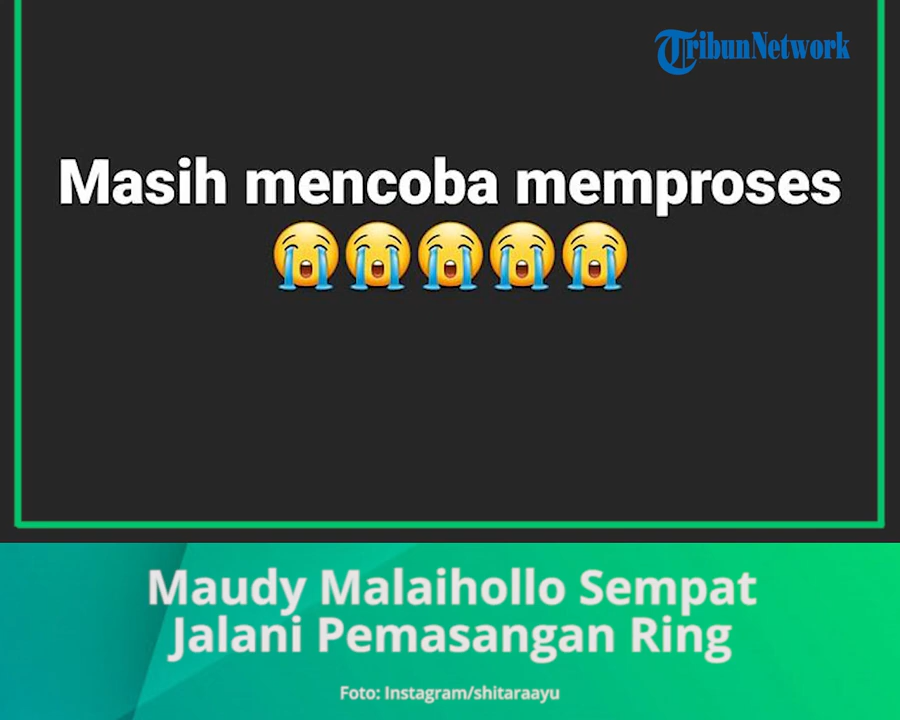 TribunNetwork
Masih mencoba memproses
😭😭😭😭😭
Maudy Malaihollo Sempat
Jalani Pemasangan Ring
Foto: Instagram/shitaraayu